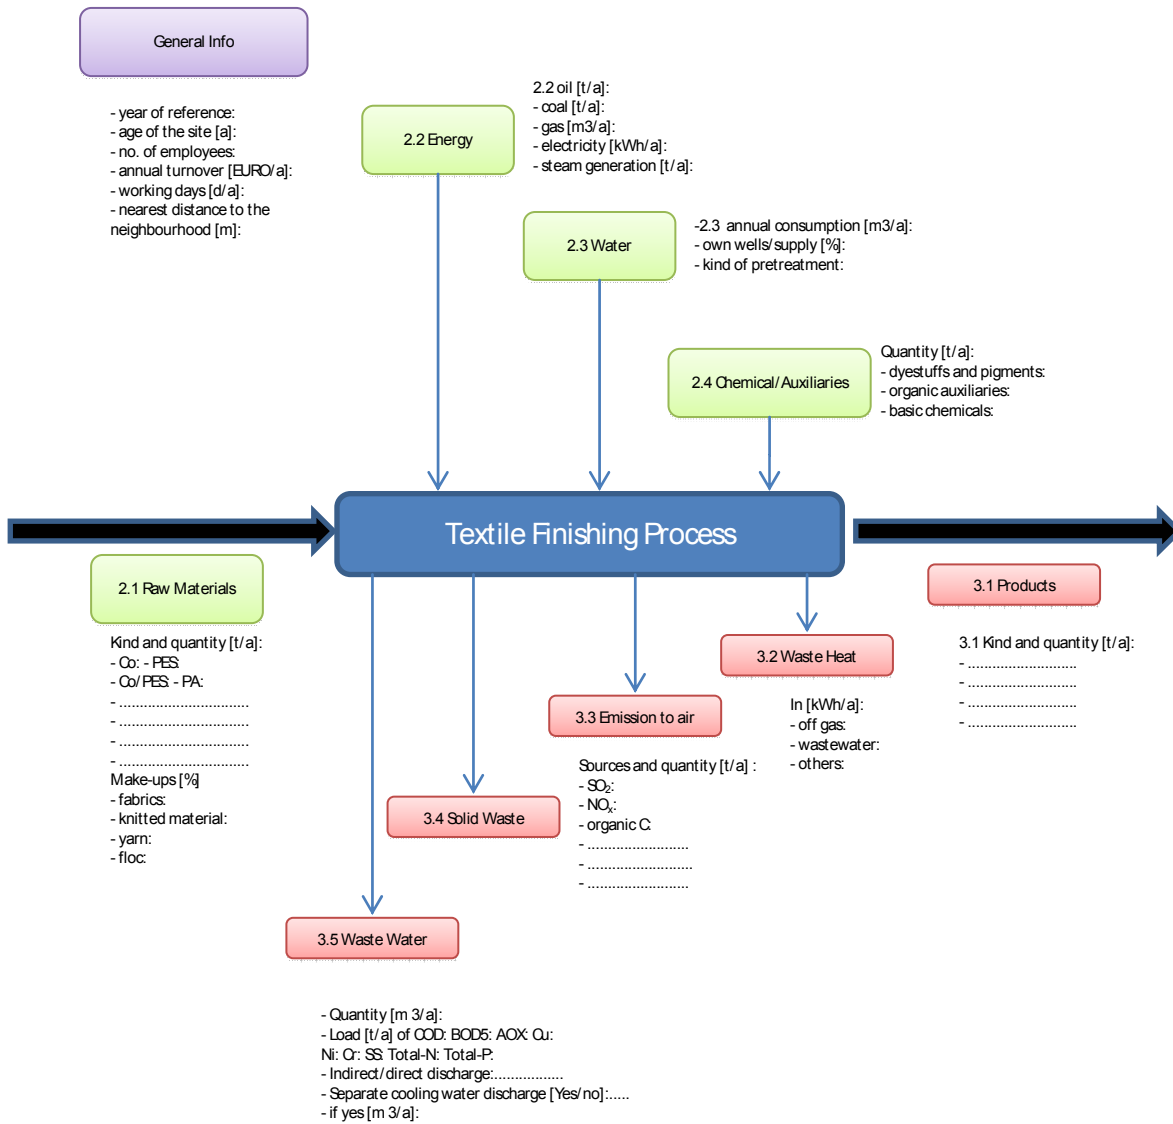 General Info
- year of reference:
- age of the site [a]:
- no. of employees:
- annual turnover [EURO/a]:
- working days [d/a]:
- nearest distance to the
neighbourhood [m]:
2.2 Energy
2.2 oil [t/a]:
- coal [t/a]:
- gas [m3/a]:
- electricity [kWh/a]:
- steam generation [t/a]:
2.3 Water
-2.3 annual consumption [m3/a]:
- own wells/supply [%]:
- kind of pretreatment:
2.4 Chemical/Auxiliaries
Quantity [t/a]:
- dyestuffs and pigments:
- organic auxiliaries:
- basic chemicals:
Textile Finishing Process
2.1 Raw Materials
Kind and quantity [t/a]:
- Co: - PES:
- Co/PES: - PA:
- ...............................
- ...............................
- ...............................
- ...............................
Make-ups [%]
- fabrics:
- knitted material:
- yarn:
- floc:
3.1 Products
3.1 Kind and quantity [t/a]:
- ..........................
- ..........................
- ..........................
- ..........................
3.2 Waste Heat
In [kWh/a]:
- off gas:
- wastewater:
- others:
3.3 Emission to air
Sources and quantity [t/a] :
- SO₂:
- NOₓ:
- organic C:
- ........................
- .........................
- ........................
3.4 Solid Waste
3.5 Waste Water
- Quantity [m 3/a]:
- Load [t/a] of COD: BOD5: AOX: Cu:
Ni: Cr: SS: Total-N: Total-P:
- Indirect/direct discharge:.................
- Separate cooling water discharge [Yes/no]:.....
- if yes [m 3/a]: